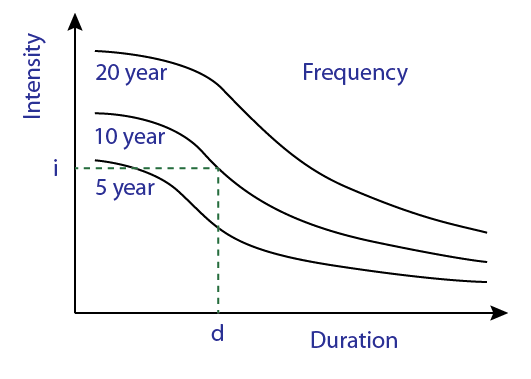 Intensity
20 year
Frequency
10 year
i
5 year
d
Duration